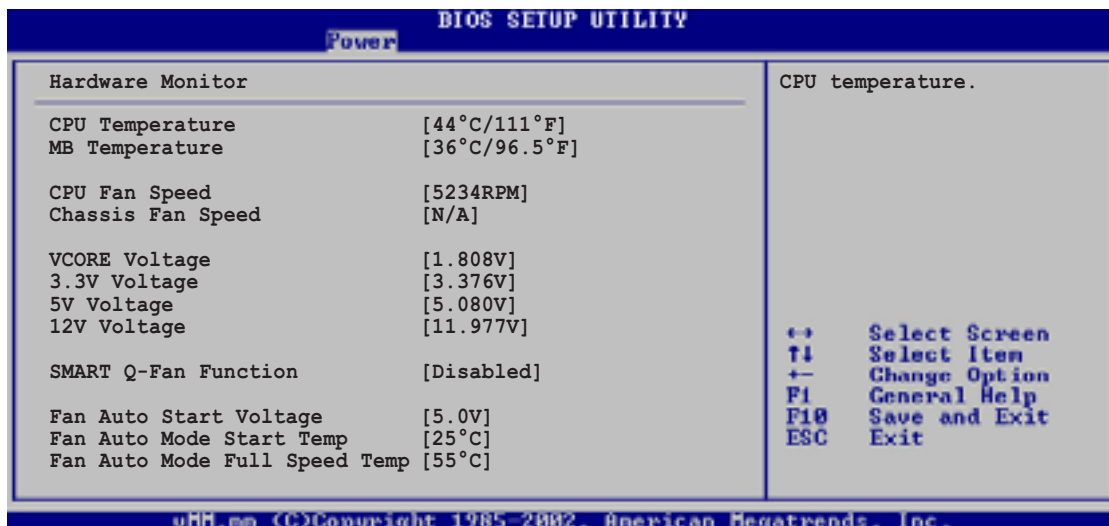 BIOS SETUP UTILITY
Power
Hardware Monitor
CPU Temperature [44°C/111°F]
MB Temperature [36°C/96.5°F]
CPU Fan Speed [5234RPM]
Chassis Fan Speed [N/A]
VCORE Voltage [1.808V]
3.3V Voltage [3.376V]
5V Voltage [5.080V]
12V Voltage [11.977V]
SMART Q-Fan Function [Disabled]
Fan Auto Start Voltage [5.0V]
Fan Auto Mode Start Temp [25°C]
Fan Auto Mode Full Speed Temp [55°C]
CPU temperature.
↔ Select Screen
↑↓ Select Item
+- Change Option
F1 General Help
F10 Save and Exit
ESC Exit
vMM.mm (C)Copyright 1985-2002, American Megatrends, Inc.